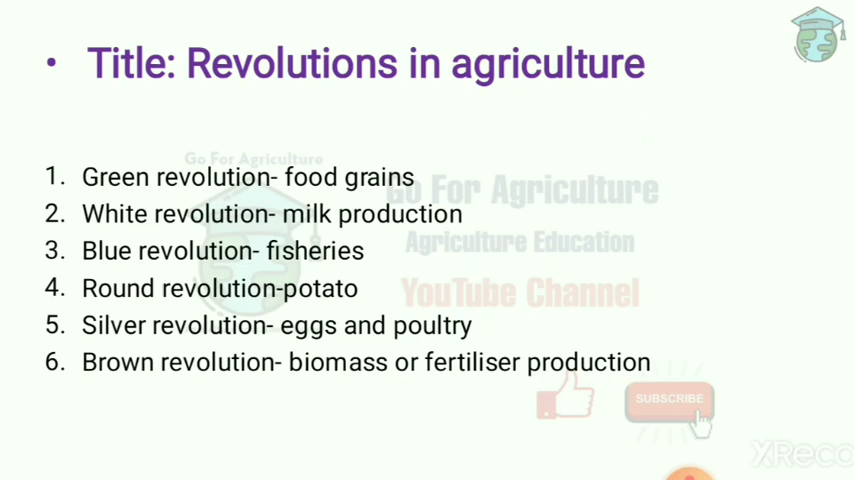 • Title: Revolutions in agriculture
Go For Agriculture
1. Green revolution- food grains
Go For Agriculture
2. White revolution- milk production
Agriculture Education
3. Blue revolution- fisheries
4. Round revolution-potato
YouTube Channel
5. Silver revolution- eggs and poultry
6. Brown revolution- biomass or fertiliser production
SUBSCRIBE
XReco